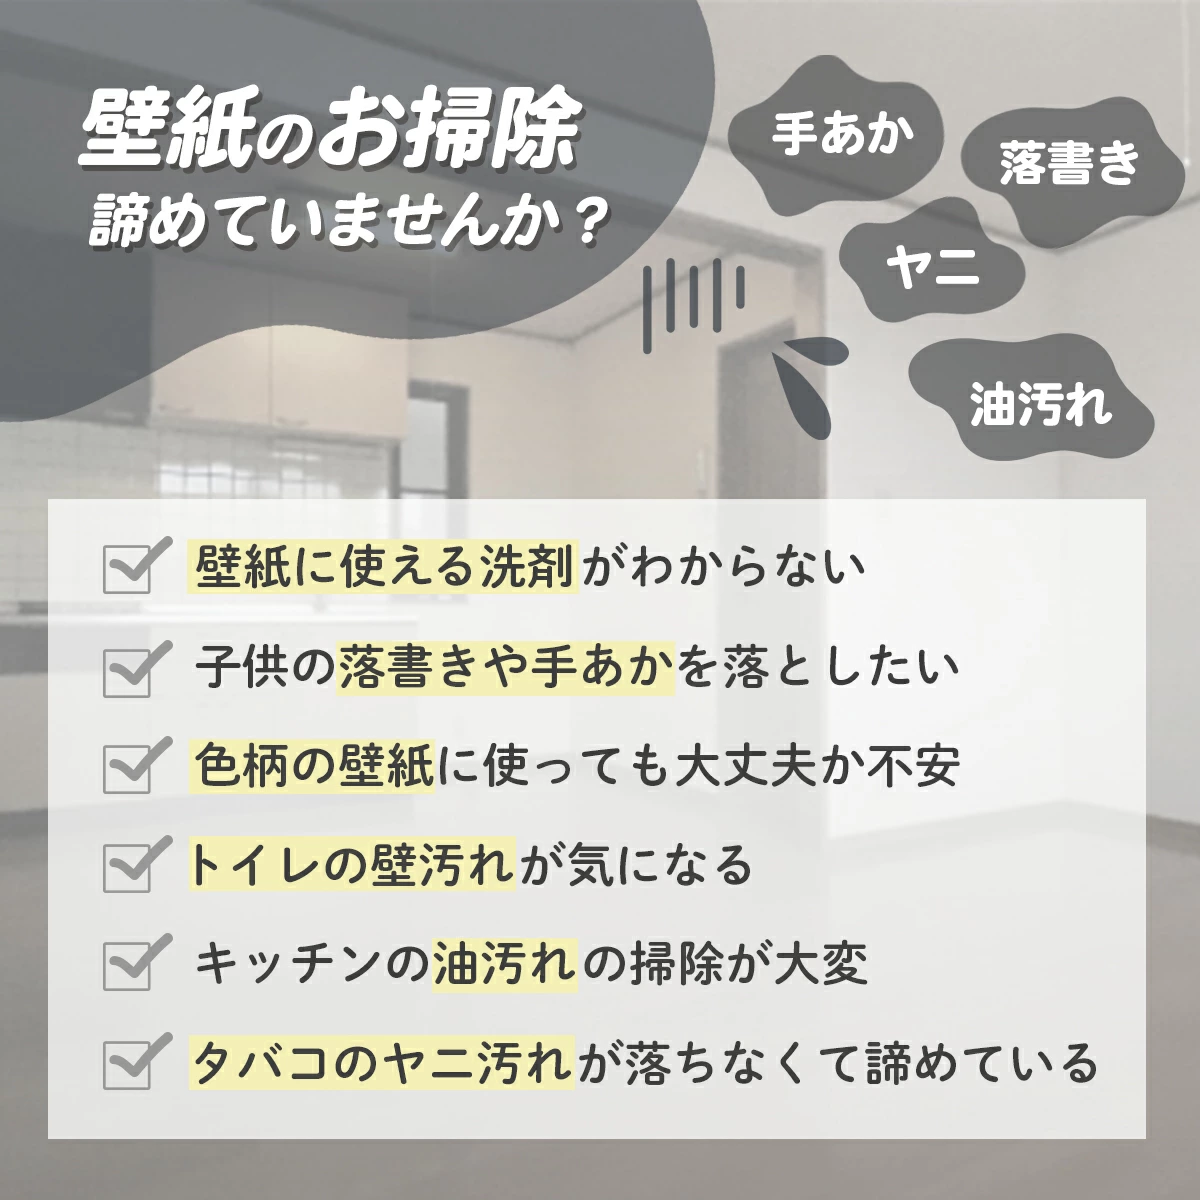 壁紙のお掃除
諦めていませんか？
手あか
落書き
ヤニ
油汚れ
壁紙に使える洗剤がわからない
子供の落書きや手あかを落としたい
色柄の壁紙に使っても大丈夫か不安
トイレの壁汚れが気になる
キッチンの油汚れの掃除が大変
タバコのヤニ汚れが落ちなくて諦めている